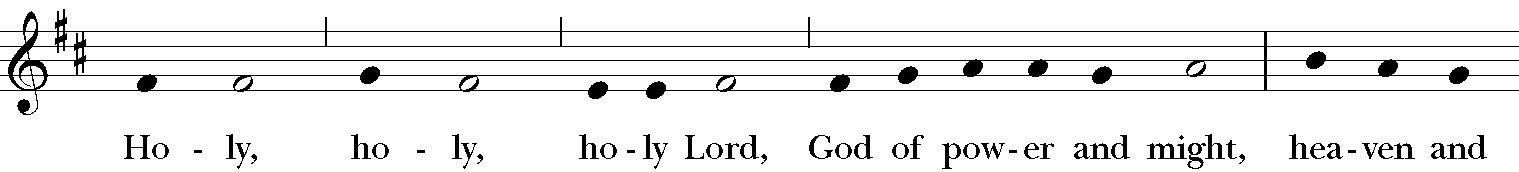 Ho - ly, ho - ly, ho - ly Lord, God of pow - er and might, hea - ven and